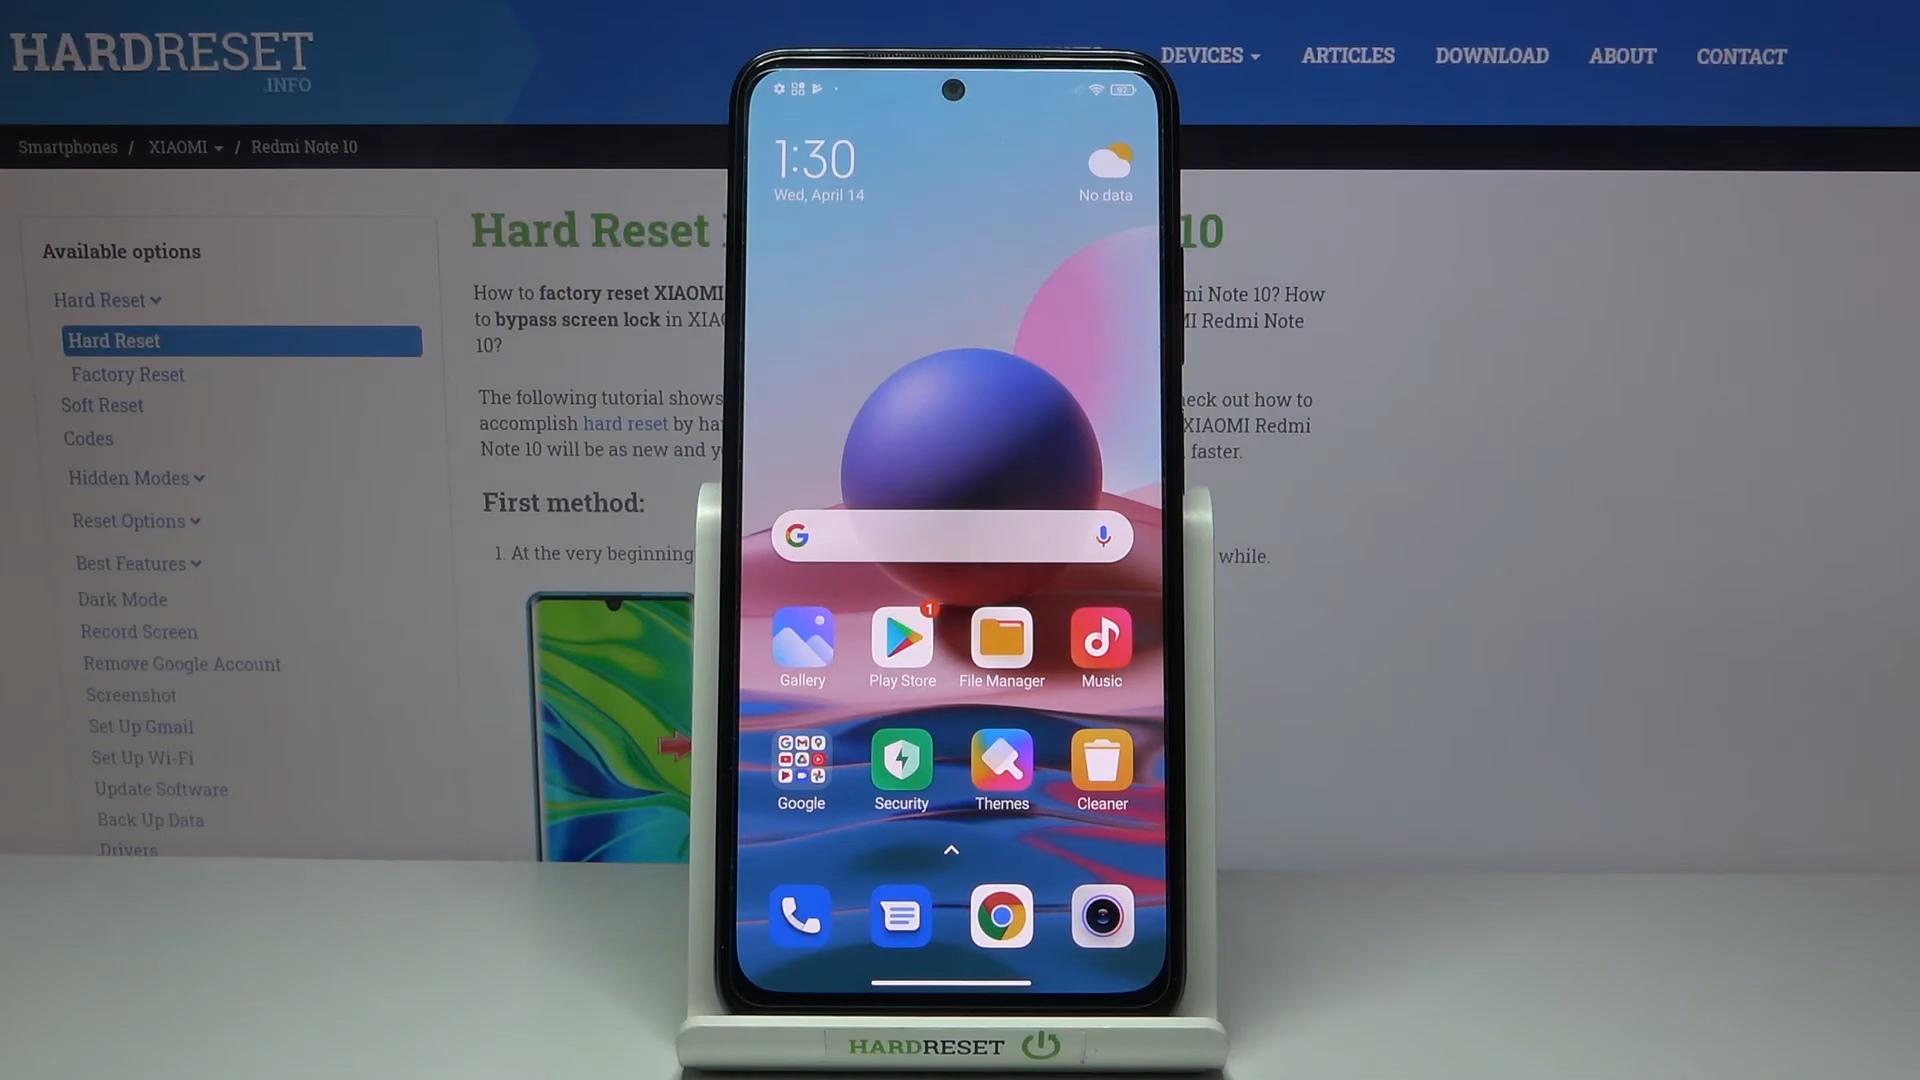 HARDRESET
.INFO
DEVICES
ARTICLES
DOWNLOAD
ABOUT
CONTACT
Smartphones / XIAOMI / Redmi Note 10
Available options
Hard Reset
Hard Reset
Factory Reset
Soft Reset
Codes
Hidden Modes
Reset Options
Best Features
Dark Mode
Record Screen
Remove Google Account
Screenshot
Set Up Gmail
Set Up Wi-Fi
Update Software
Back Up Data
Drivers
Hard Reset 10
How to factory reset XIAOMI mi Note 10? How
to bypass screen lock in XIA MI Redmi Note
10?
The following tutorial shows eck out how to
accomplish hard reset by ha XIAOMI Redmi
Note 10 will be as new and y faster.
First method:
1. At the very beginning while.
97
1:30
Wed, April 14
No data
G
1
Gallery
Play Store
File Manager
Music
Google
Security
Themes
Cleaner
HARDRESET